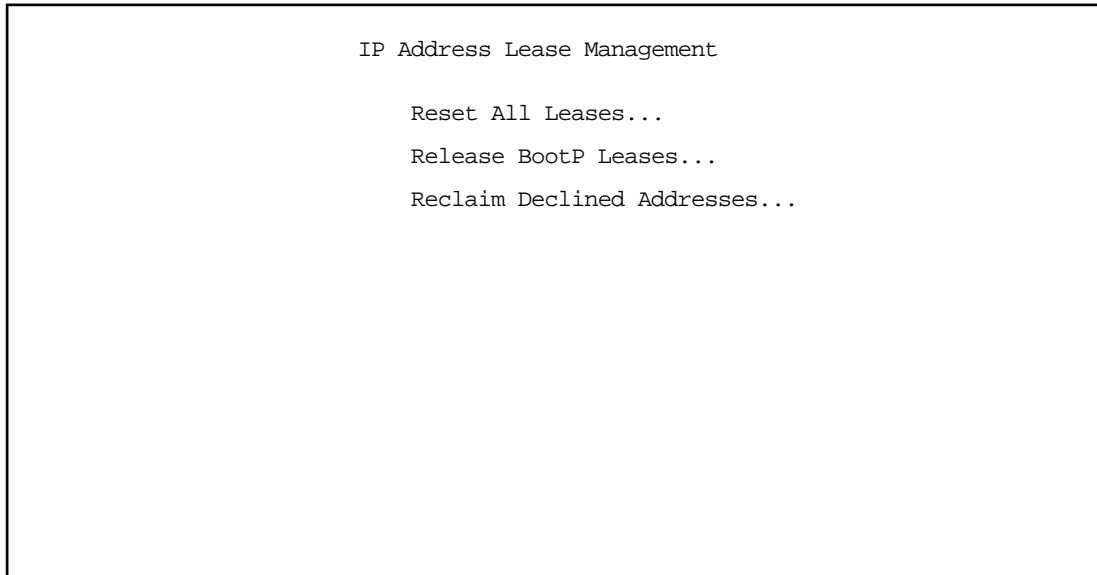 IP Address Lease Management
Reset All Leases...
Release BootP Leases...
Reclaim Declined Addresses...